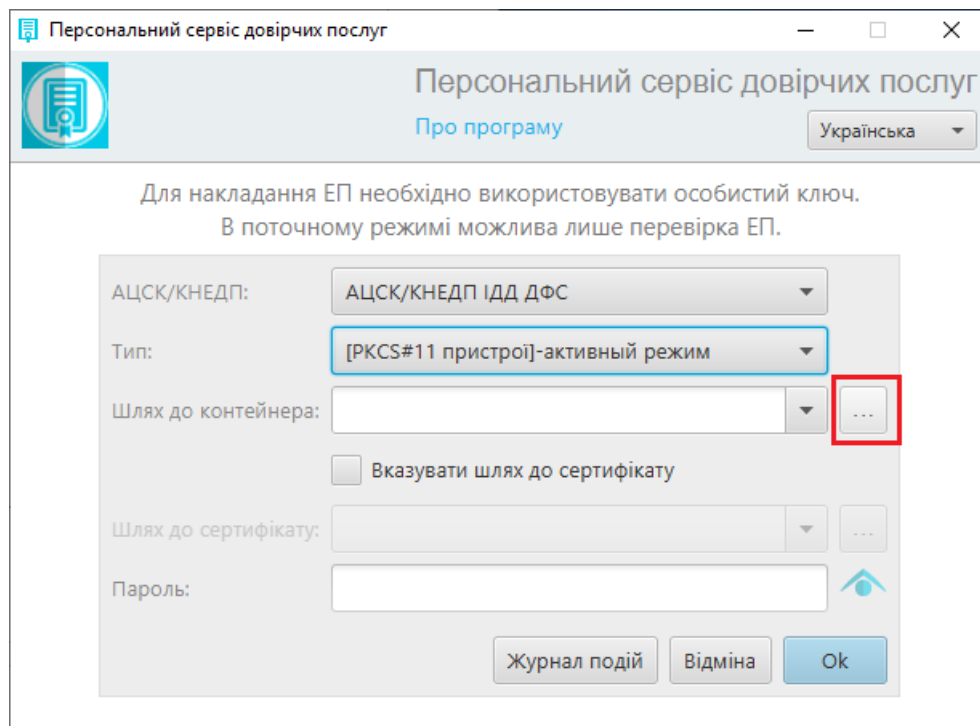 Персональний сервіс довірчих послуг
Персональний сервіс довірчих послуг
Про програму
Українська
Для накладання ЕП необхідно використовувати особистий ключ.
В поточному режимі можлива лише перевірка ЕП.
АЦСК/КНЕДП: АЦСК/КНЕДП ІДД ДФС
Тип: [PKCS#11 пристрої]-активный режим
Шлях до контейнера: ...
Вказувати шлях до сертифікату
Шлях до сертифікату: ...
Пароль:
Журнал подій Відміна Ok